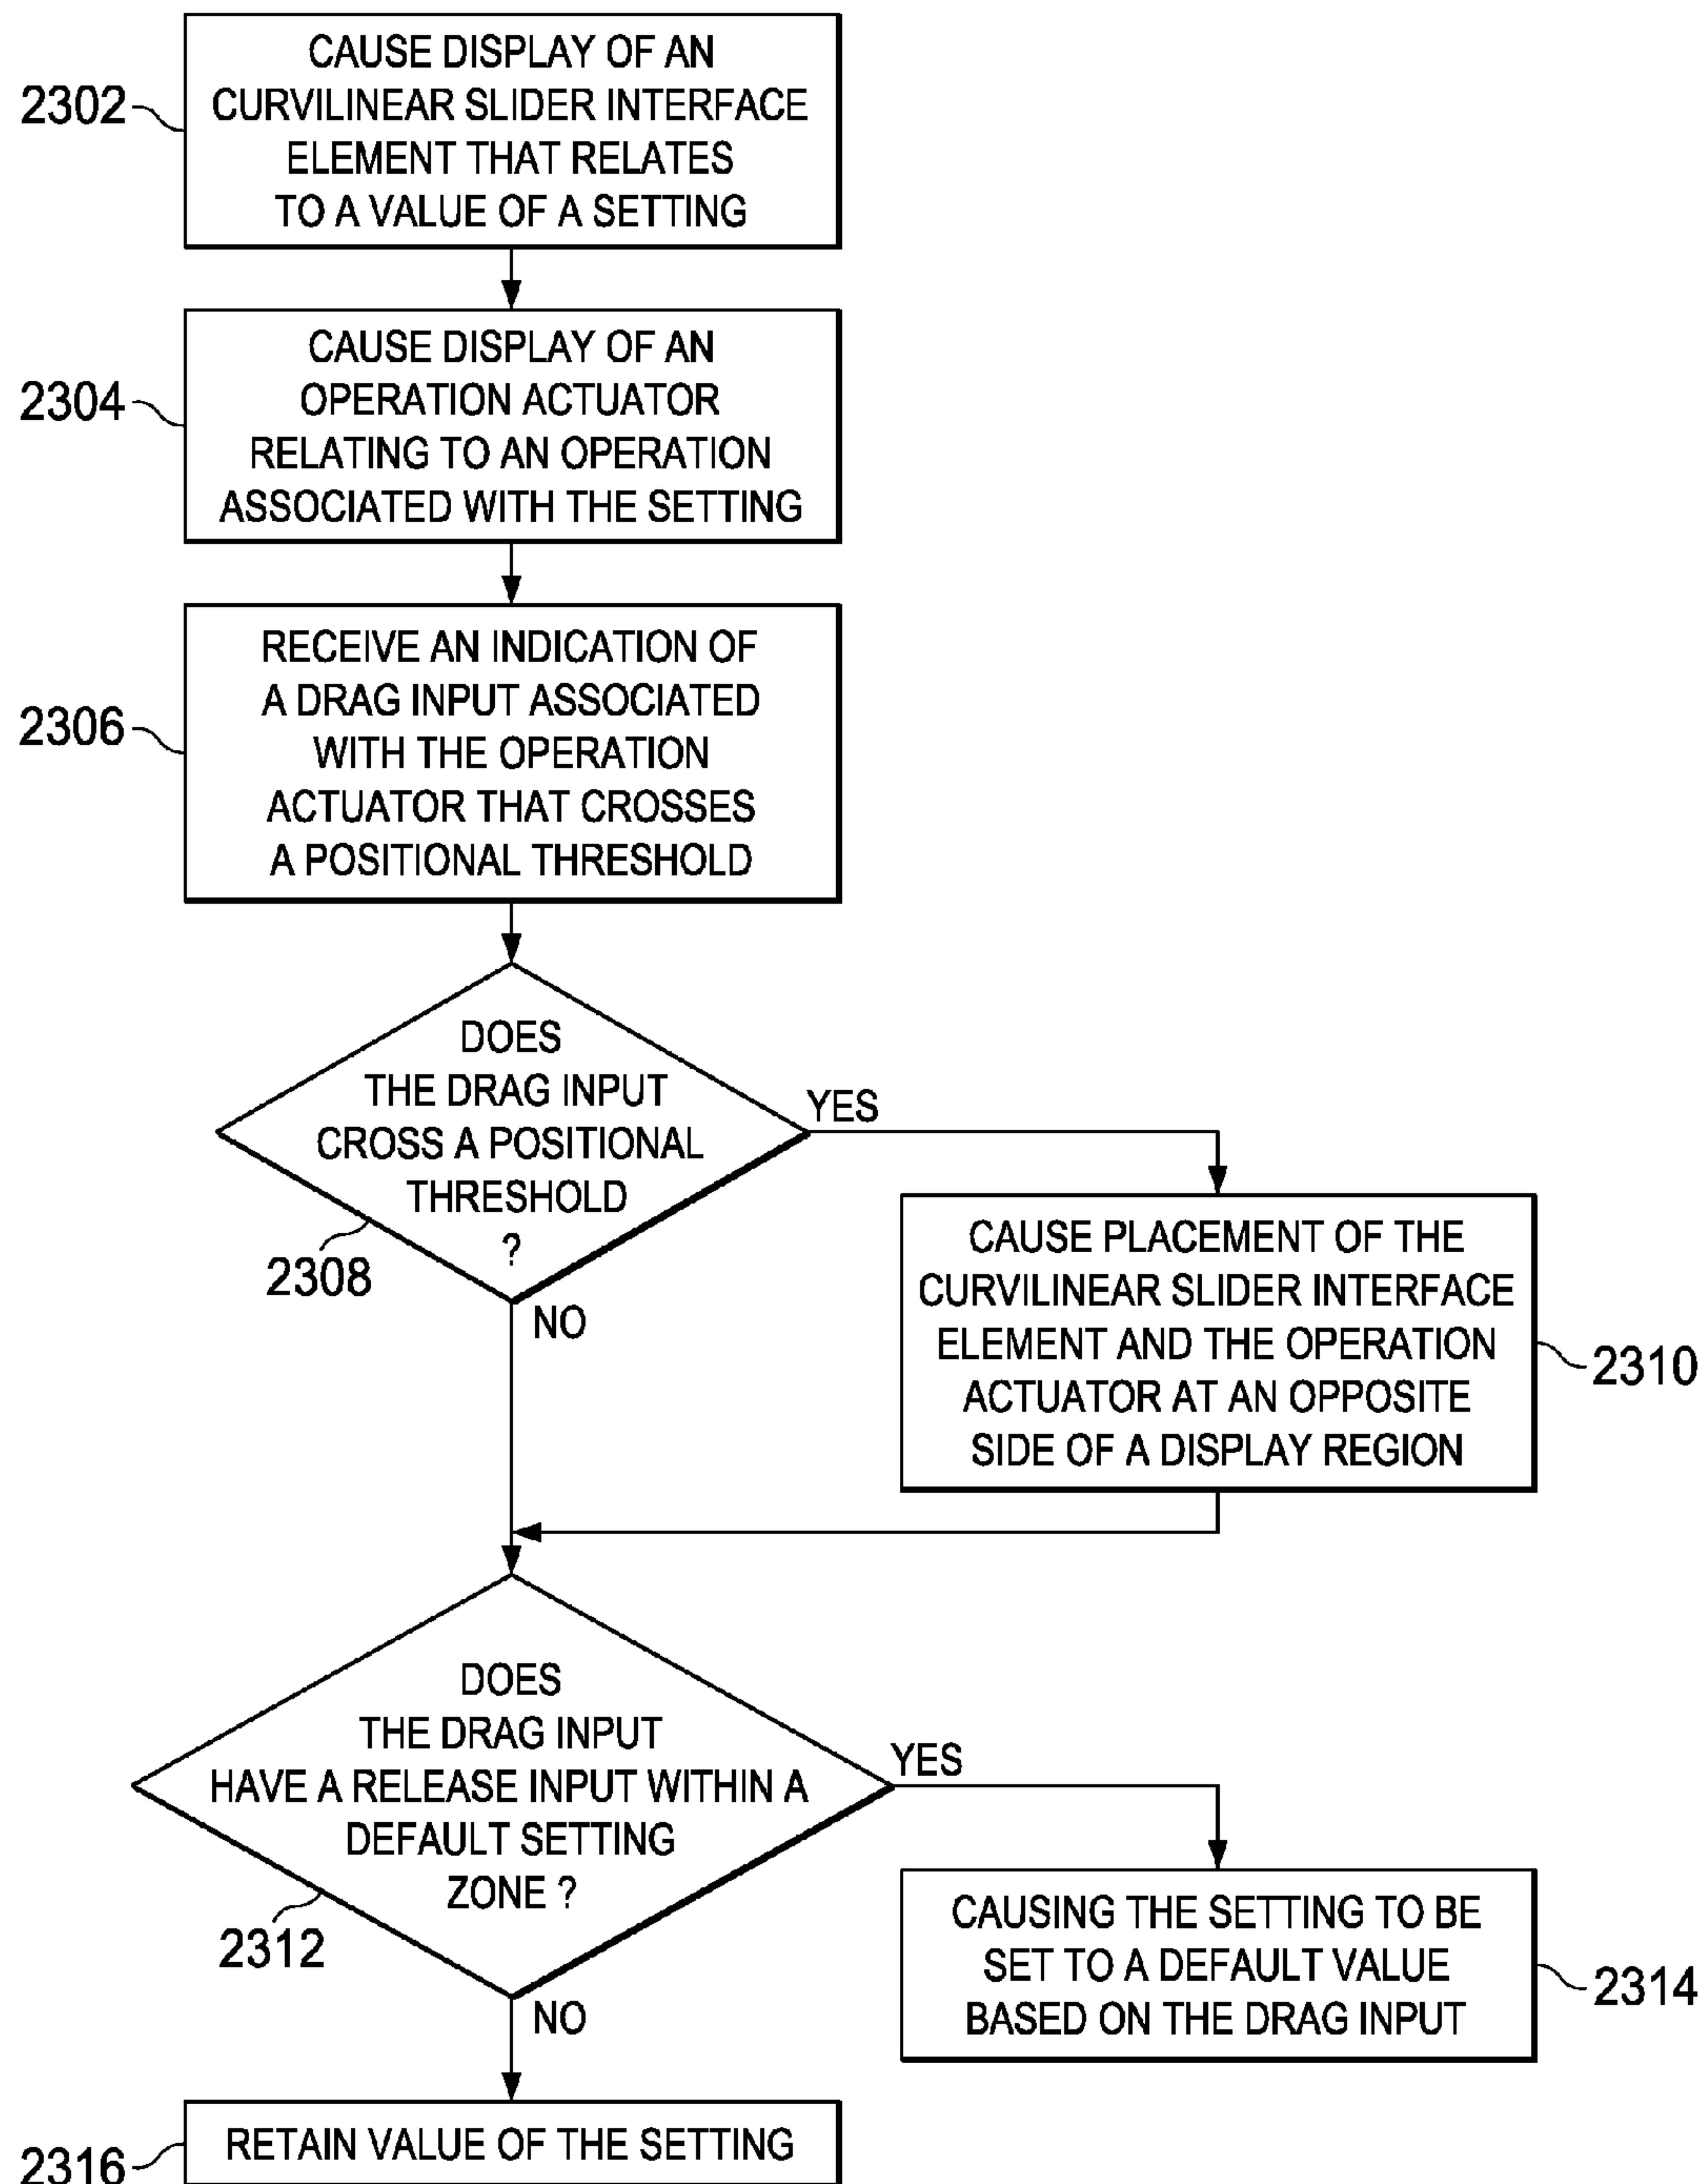 2302
CAUSE DISPLAY OF AN
CURVILINEAR SLIDER INTERFACE
ELEMENT THAT RELATES
TO A VALUE OF A SETTING
2304
CAUSE DISPLAY OF AN
OPERATION ACTUATOR
RELATING TO AN OPERATION
ASSOCIATED WITH THE SETTING
2306
RECEIVE AN INDICATION OF
A DRAG INPUT ASSOCIATED
WITH THE OPERATION
ACTUATOR THAT CROSSES
A POSITIONAL THRESHOLD
DOES
THE DRAG INPUT
CROSS A POSITIONAL
THRESHOLD
?
2308
YES
NO
CAUSE PLACEMENT OF THE
CURVILINEAR SLIDER INTERFACE
ELEMENT AND THE OPERATION
ACTUATOR AT AN OPPOSITE
SIDE OF A DISPLAY REGION
2310
DOES
THE DRAG INPUT
HAVE A RELEASE INPUT WITHIN A
DEFAULT SETTING
ZONE ?
2312
YES
NO
CAUSING THE SETTING TO BE
SET TO A DEFAULT VALUE
BASED ON THE DRAG INPUT
2314
RETAIN VALUE OF THE SETTING
2316